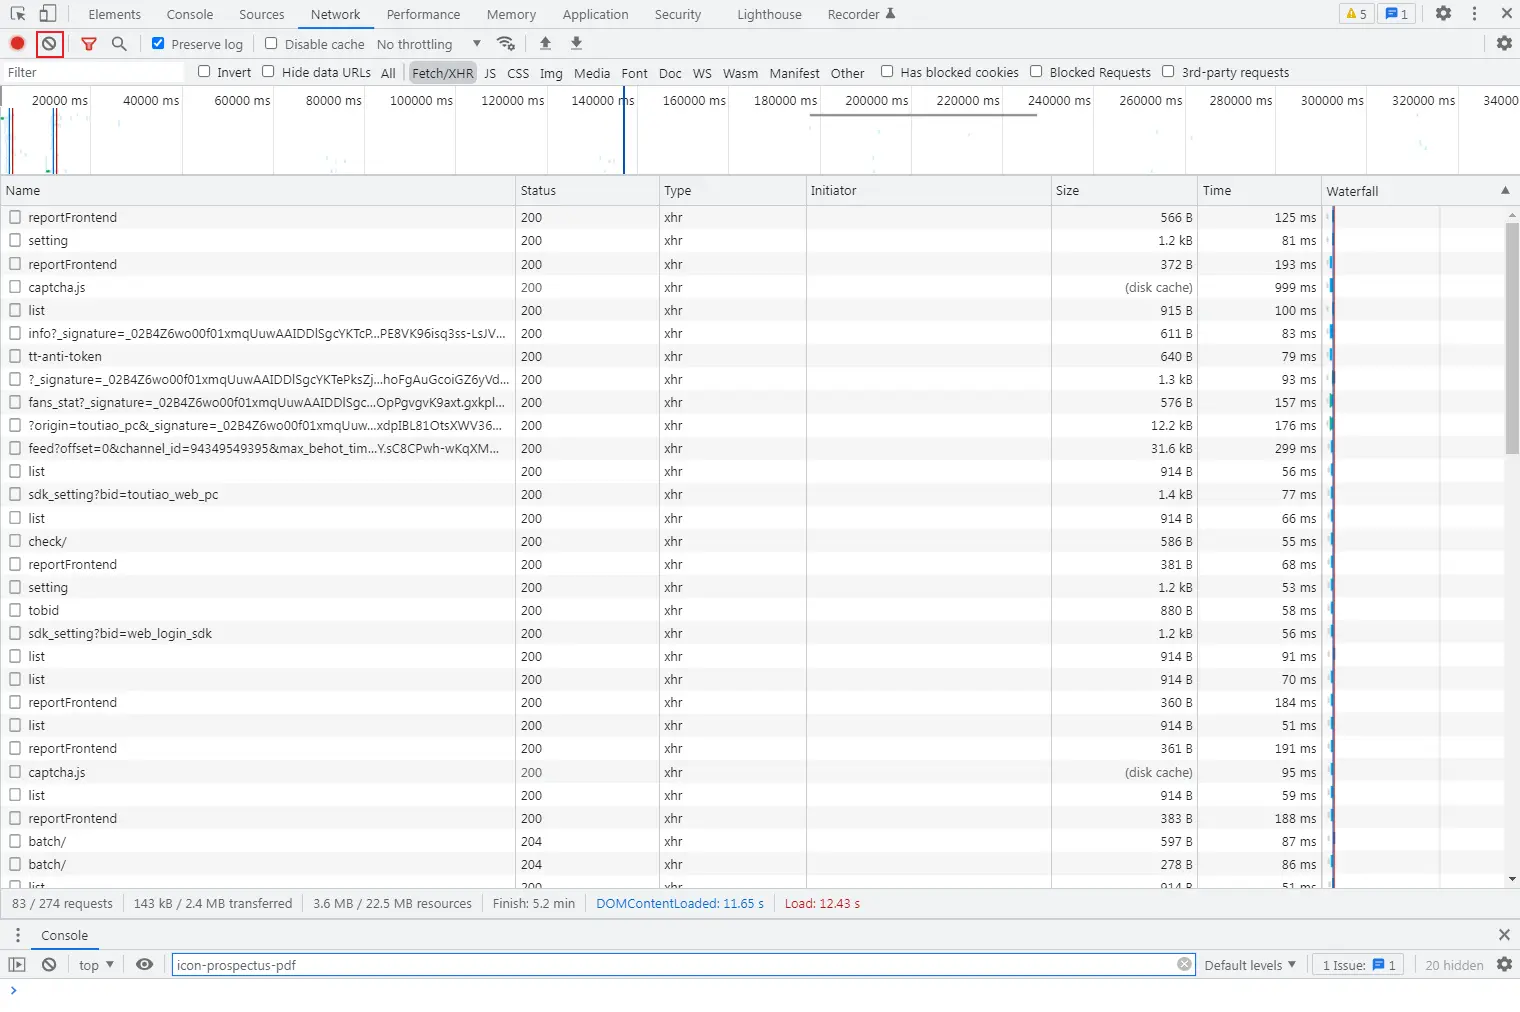 Elements Console Sources Network Performance Memory Application Security Lighthouse Recorder 5 1
Preserve log Disable cache No throttling
Filter Invert Hide data URLs All Fetch/XHR JS CSS Img Media Font Doc WS Wasm Manifest Other Has blocked cookies Blocked Requests 3rd-party requests
20000 ms 40000 ms 60000 ms 80000 ms 100000 ms 120000 ms 140000 ms 160000 ms 180000 ms 200000 ms 220000 ms 240000 ms 260000 ms 280000 ms 300000 ms 320000 ms 34000
Name Status Type Initiator Size Time Waterfall
reportFrontend 200 xhr 566 B 125 ms
setting 200 xhr 1.2 kB 81 ms
reportFrontend 200 xhr 372 B 193 ms
captcha.js 200 xhr (disk cache) 999 ms
list 200 xhr 915 B 100 ms
info?_signature=_02B4Z6wo00f01xmqUuwAAIDDlSgcYKTcP...PE8VK96isq3ss-LsJV... 200 xhr 611 B 83 ms
tt-anti-token 200 xhr 640 B 79 ms
?_signature=_02B4Z6wo00f01xmqUuwAAIDDlSgcYKTePksZj...hoFgAuGcoiGZ6yVd... 200 xhr 1.3 kB 93 ms
fans_stat?_signature=_02B4Z6wo00f01xmqUuwAAIDDlSgc...OpPgvgvK9axt.gxkpl... 200 xhr 576 B 157 ms
?origin=toutiao_pc&_signature=_02B4Z6wo00f01xmqUuw...xdpIBL81OtsXWV36... 200 xhr 12.2 kB 176 ms
feed?offset=0&channel_id=94349549395&max_behot_tim...Y.sC8CPwh-wKqXM... 200 xhr 31.6 kB 299 ms
list 200 xhr 914 B 56 ms
sdk_setting?bid=toutiao_web_pc 200 xhr 1.4 kB 77 ms
list 200 xhr 914 B 66 ms
check/ 200 xhr 586 B 55 ms
reportFrontend 200 xhr 381 B 68 ms
setting 200 xhr 1.2 kB 53 ms
tobid 200 xhr 880 B 58 ms
sdk_setting?bid=web_login_sdk 200 xhr 1.2 kB 56 ms
list 200 xhr 914 B 91 ms
list 200 xhr 914 B 70 ms
reportFrontend 200 xhr 360 B 184 ms
list 200 xhr 914 B 51 ms
reportFrontend 200 xhr 361 B 191 ms
captcha.js 200 xhr (disk cache) 95 ms
list 200 xhr 914 B 59 ms
reportFrontend 200 xhr 383 B 188 ms
batch/ 204 xhr 597 B 87 ms
batch/ 204 xhr 278 B 86 ms
list 200 xhr 914 B 51 ms
83 / 274 requests 143 kB / 2.4 MB transferred 3.6 MB / 22.5 MB resources Finish: 5.2 min DOMContentLoaded: 11.65 s Load: 12.43 s
Console
top icon-prospectus-pdf Default levels 1 Issue: 1 20 hidden